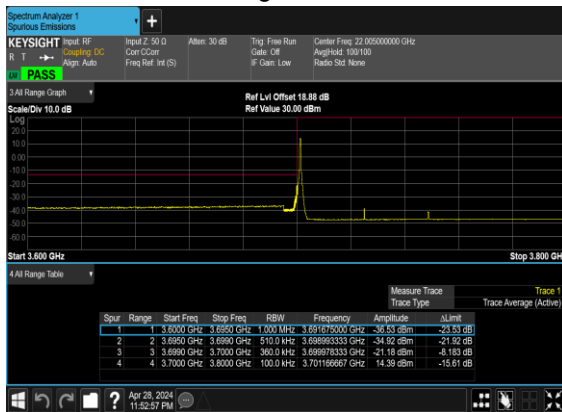 Spectrum Analyzer 1
Spurious Emissions
KEYSIGHT Input: RF Input Z: 50 Ω Atten: 30 dB Trig: Free Run Center Freq: 22.005000000 GHz
R T Coupling: DC Corr CCorr Gate: Off Avg|Hold: 100/100
Align: Auto Freq Ref: Int (S) IF Gain: Low Radio Std: None
PASS
3 All Range Graph
Ref Lvl Offset 18.88 dB
Scale/Div 10.0 dB Ref Value 30.00 dBm
Log
20.0
10.0
0.00
-10.0
-20.0
-30.0
-40.0
-50.0
-60.0
Start 3.600 GHz Stop 3.800 GH
4 All Range Table
Measure Trace Trace 1
Trace Type Trace Average (Active)
Spur Range Start Freq Stop Freq RBW Frequency Amplitude ΔLimit
1 1 3.6000 GHz 3.6950 GHz 1.000 MHz 3.691675000 GHz -36.53 dBm -23.53 dB
2 2 3.6950 GHz 3.6990 GHz 510.0 kHz 3.698993333 GHz -34.92 dBm -21.92 dB
3 3 3.6990 GHz 3.7000 GHz 360.0 kHz 3.699978333 GHz -21.18 dBm -8.183 dB
4 4 3.7000 GHz 3.8000 GHz 100.0 kHz 3.701166667 GHz 14.39 dBm -15.61 dB
Apr 28, 2024
11:52:57 PM